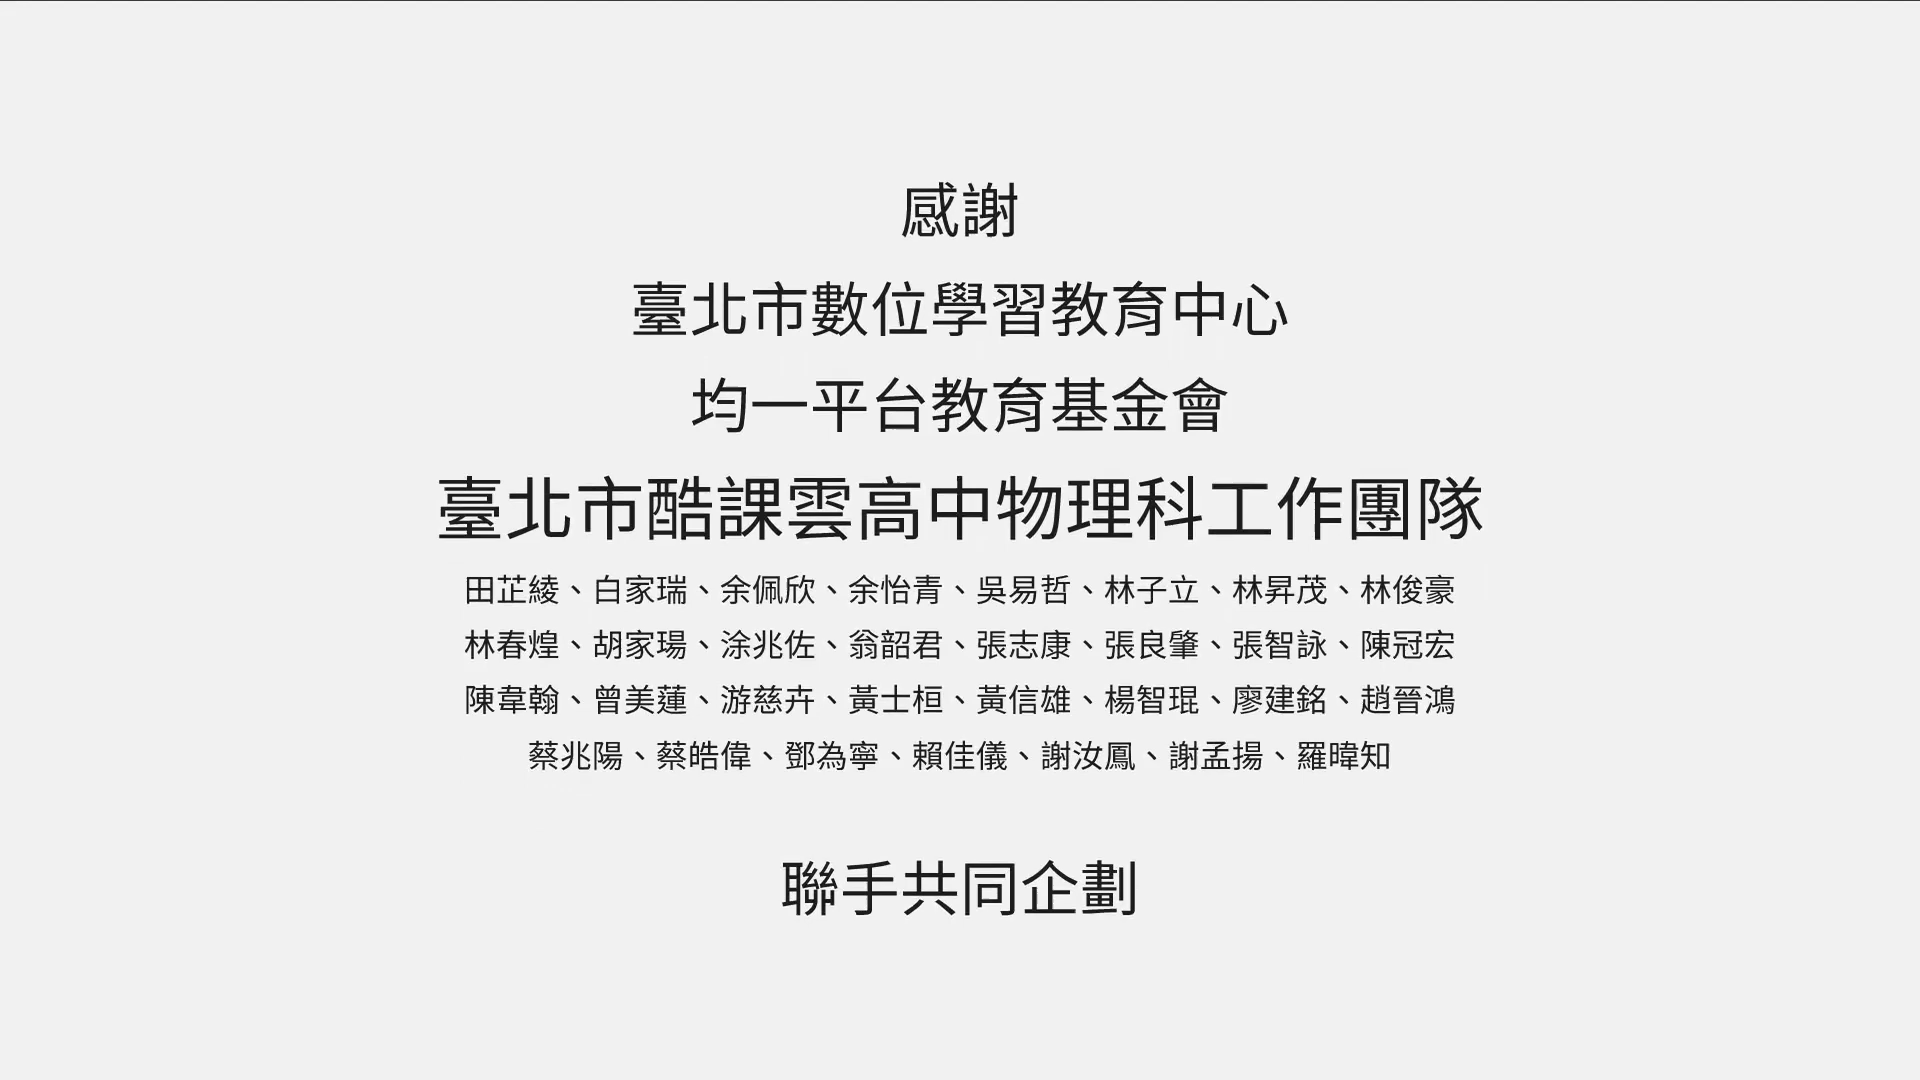 感謝
臺北市數位學習教育中心
均一平台教育基金會
臺北市酷課雲高中物理科工作團隊
田芷綾、白家瑞、余佩欣、余怡青、吳易哲、林子立、林昇茂、林俊豪
林春煌、胡家瑒、涂兆佐、翁韶君、張志康、張良肇、張智詠、陳冠宏
陳韋翰、曾美蓮、游慈卉、黃士桓、黃信雄、楊智琨、廖建銘、趙晉鴻
蔡兆陽、蔡皓偉、鄧為寧、賴佳儀、謝汝鳳、謝孟揚、羅暐知
聯手共同企劃